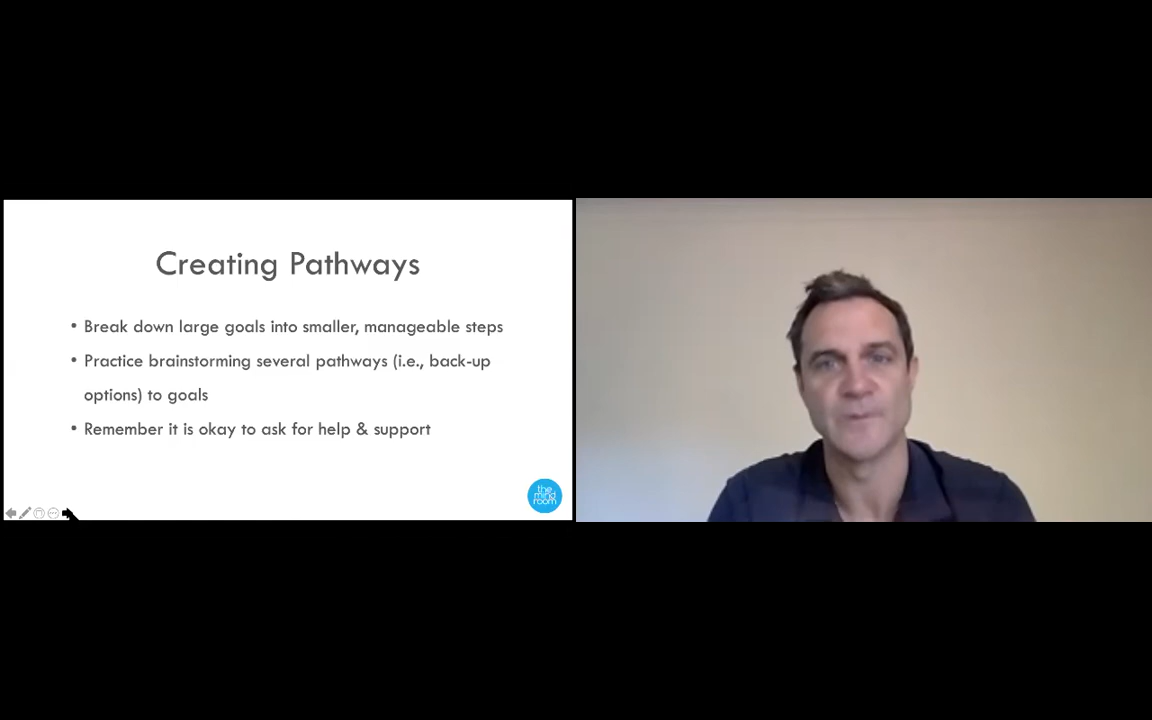 Creating Pathways
• Break down large goals into smaller, manageable steps
• Practice brainstorming several pathways (i.e., back-up
options) to goals
• Remember it is okay to ask for help & support
the
mind
room